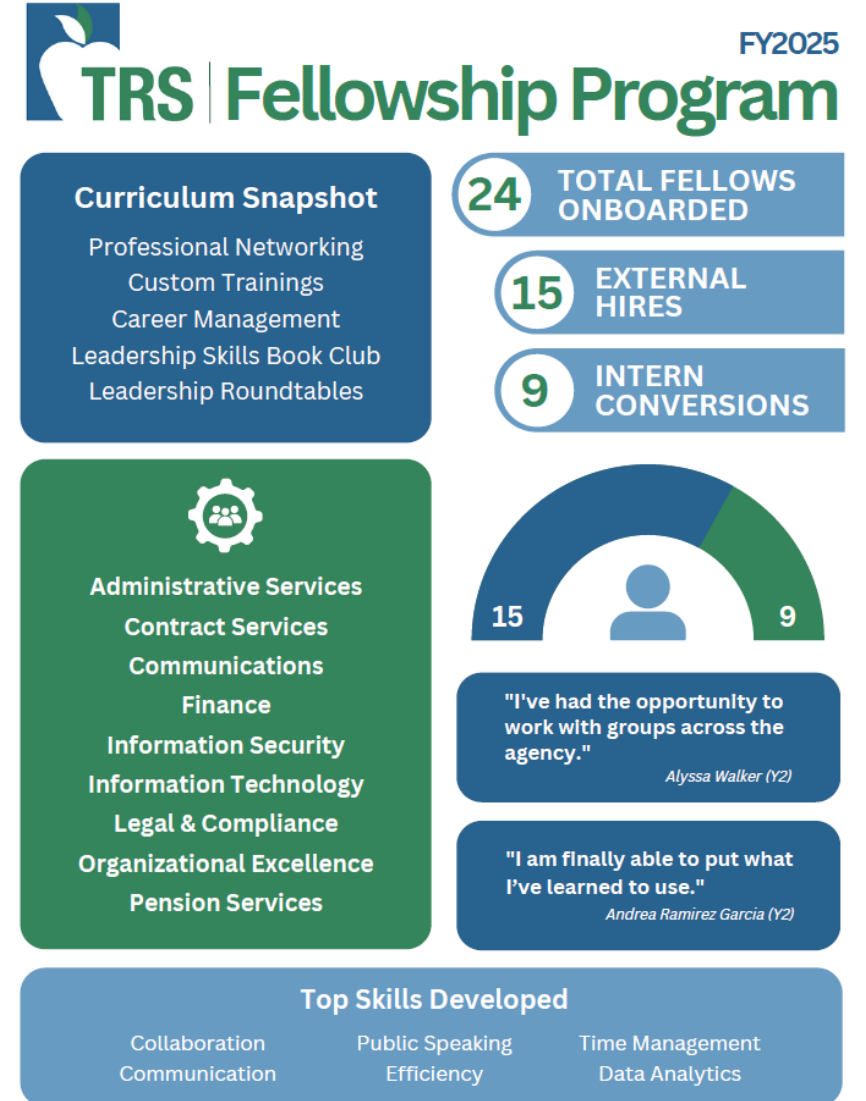 FY2025
TRS Fellowship Program
Curriculum Snapshot
Professional Networking
Custom Trainings
Career Management
Leadership Skills Book Club
Leadership Roundtables
24
TOTAL FELLOWS
ONBOARDED
15
EXTERNAL
HIRES
9
INTERN
CONVERSIONS
Administrative Services
Contract Services
Communications
Finance
Information Security
Information Technology
Legal & Compliance
Organizational Excellence
Pension Services
15
9
"I've had the opportunity to
work with groups across the
agency."
Alyssa Walker (Y2)
"I am finally able to put what
I’ve learned to use."
Andrea Ramirez Garcia (Y2)
Top Skills Developed
Collaboration
Communication
Public Speaking
Efficiency
Time Management
Data Analytics